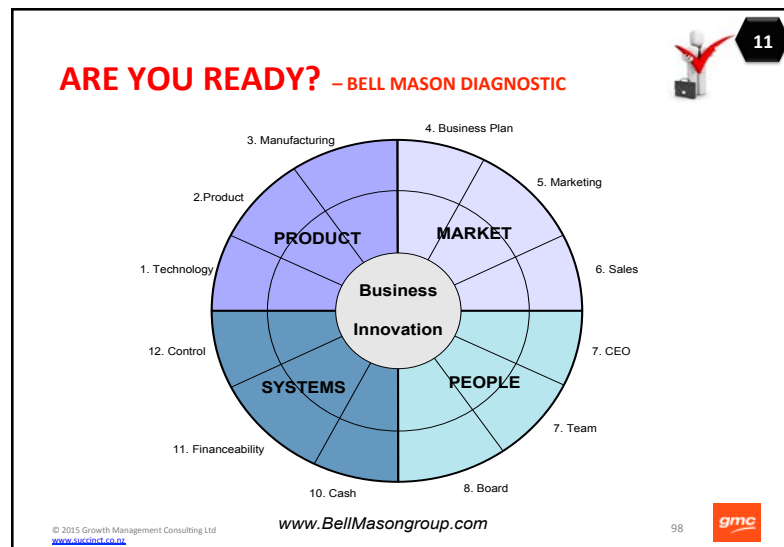 11
ARE YOU READY? – BELL MASON DIAGNOSTIC
3. Manufacturing
4. Business Plan
2.Product
5. Marketing
PRODUCT
MARKET
1. Technology
6. Sales
Business
Innovation
12. Control
7. CEO
SYSTEMS
PEOPLE
7. Team
11. Financeability
10. Cash
8. Board
© 2015 Growth Management Consulting Ltd
www.succinct.co.nz
www.BellMasongroup.com
98
gmc